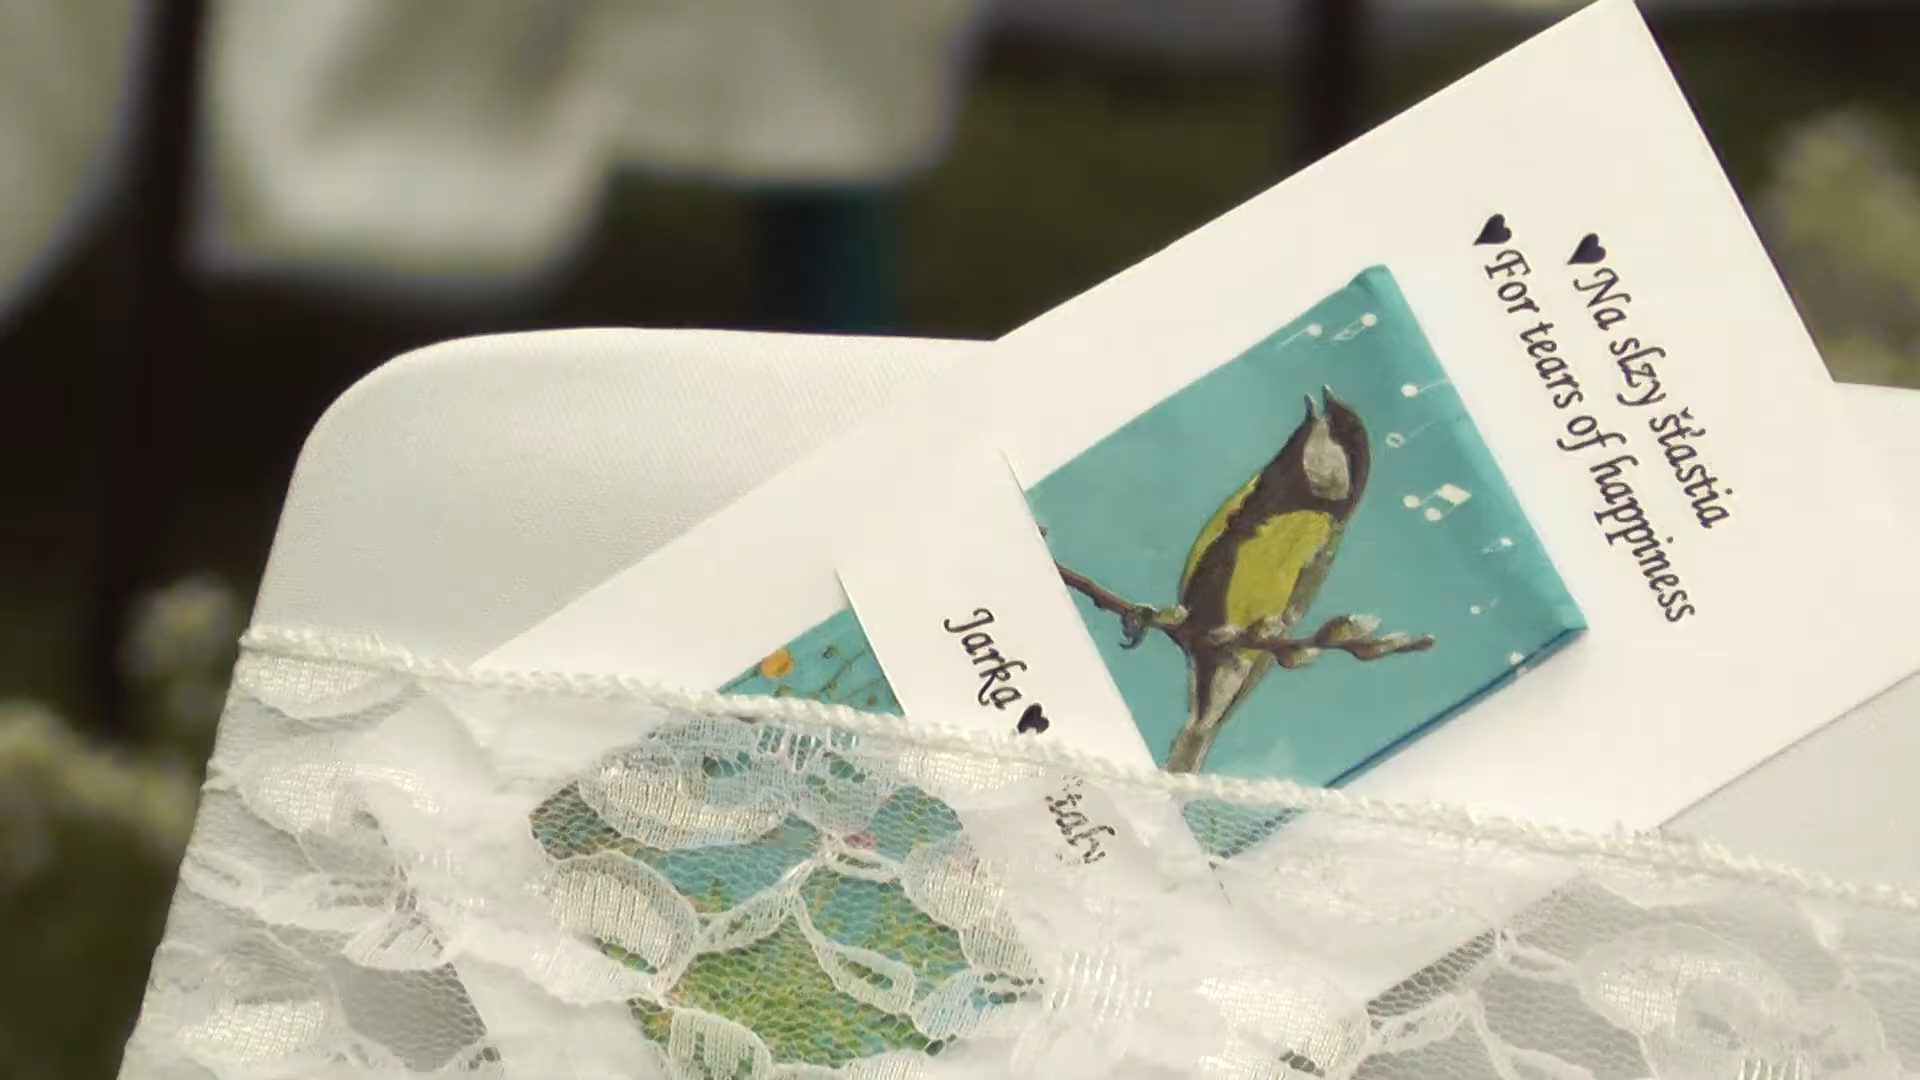 ♥ Na slzy šťastia
♥ For tears of happiness
Jarka ♥